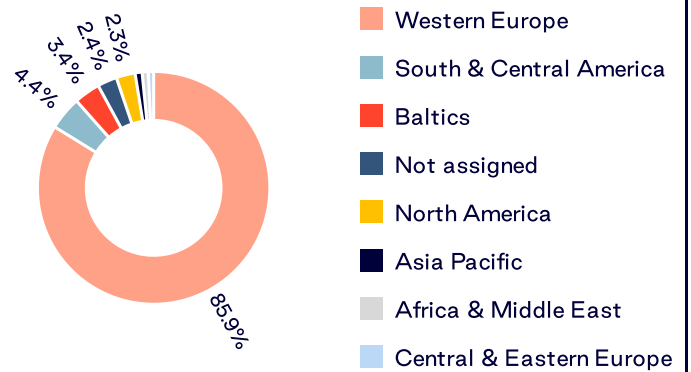 2.3%
2.4%
3.4%
4.4%
85.9%
Western Europe
South & Central America
Baltics
Not assigned
North America
Asia Pacific
Africa & Middle East
Central & Eastern Europe